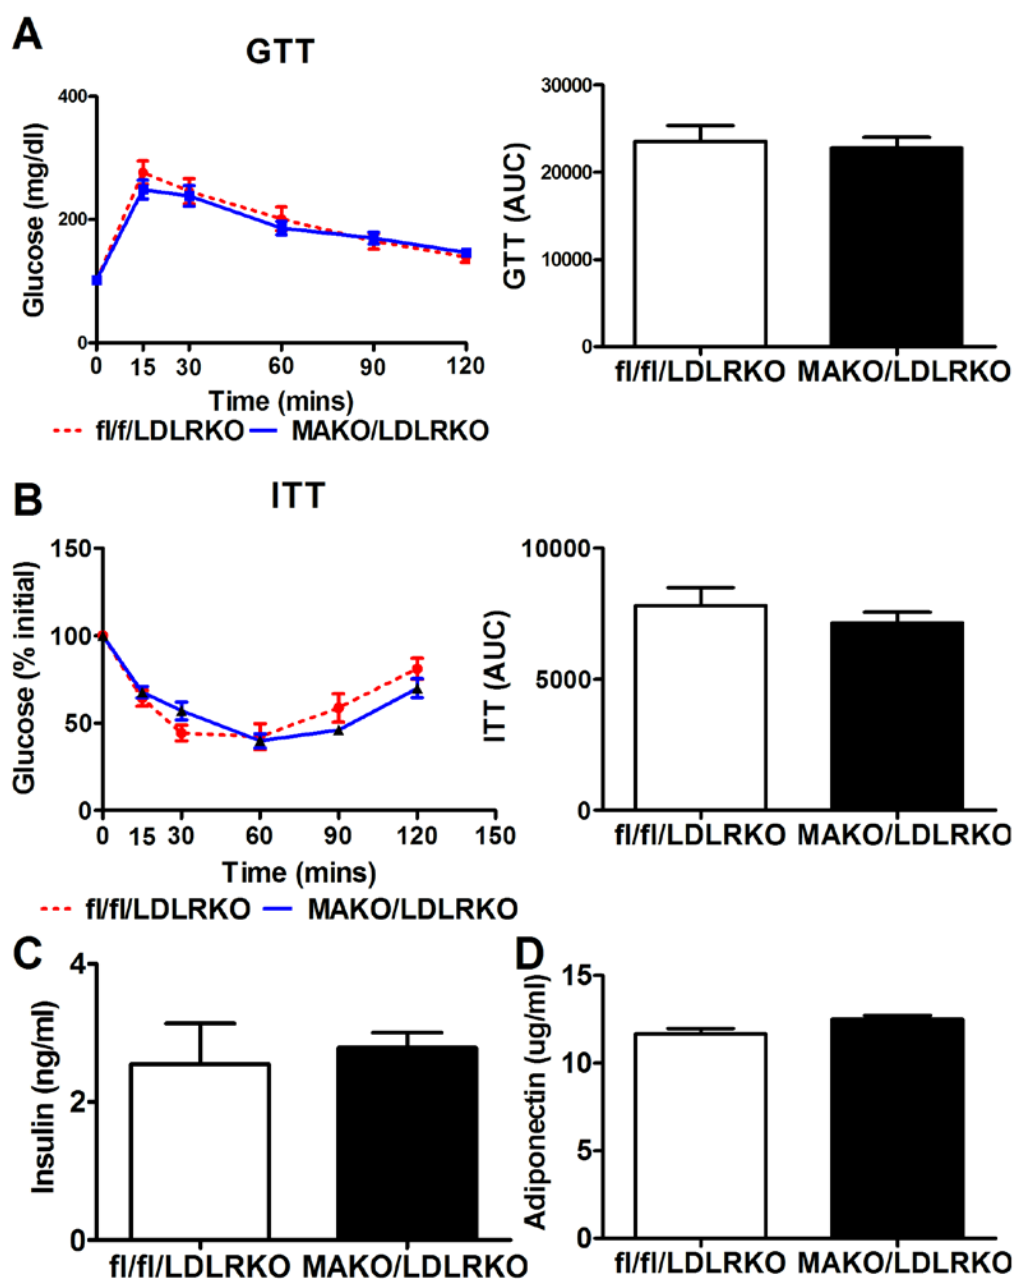 A
GTT
Glucose (mg/dl)
400
200
0
0 15 30 60 90 120
Time (mins)
fl/f/LDLRKO MAKO/LDLRKO
GTT (AUC)
30000
20000
10000
0
fl/fl/LDLRKO MAKO/LDLRKO
B
ITT
Glucose (% initial)
150
100
50
0
0 15 30 60 90 120 150
Time (mins)
fl/fl/LDLRKO MAKO/LDLRKO
ITT (AUC)
10000
5000
0
fl/fl/LDLRKO MAKO/LDLRKO
C
Insulin (ng/ml)
4
2
0
fl/fl/LDLRKO MAKO/LDLRKO
D
Adiponectin (ug/ml)
15
10
5
0
fl/fl/LDLRKO MAKO/LDLRKO